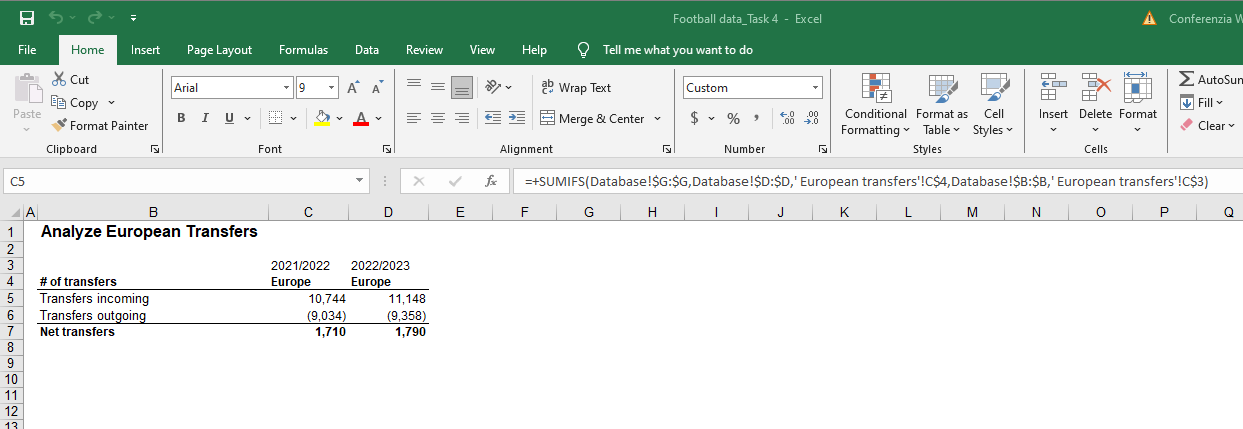 Football data_Task 4 - Excel
Conferenzia W
File Home Insert Page Layout Formulas Data Review View Help Tell me what you want to do
Paste
Cut
Copy
Format Painter
Clipboard
Arial 9 A A
B I U A
Font
Wrap Text
Merge & Center
Alignment
Custom
$ % ,
Number
Conditional Formatting
Format as Table
Cell Styles
Styles
Insert Delete Format
Cells
AutoSum
Fill
Clear
C5 fx =+SUMIFS(Database!$G:$G,Database!$D:$D,' European transfers'!C$4,Database!$B:$B,' European transfers'!C$3)
A B C D E F G H I J K L M N O P Q
1 Analyze European Transfers
2
3 2021/2022 2022/2023
4 # of transfers Europe Europe
5 Transfers incoming 10,744 11,148
6 Transfers outgoing (9,034) (9,358)
7 Net transfers 1,710 1,790
8
9
10
11
12
13